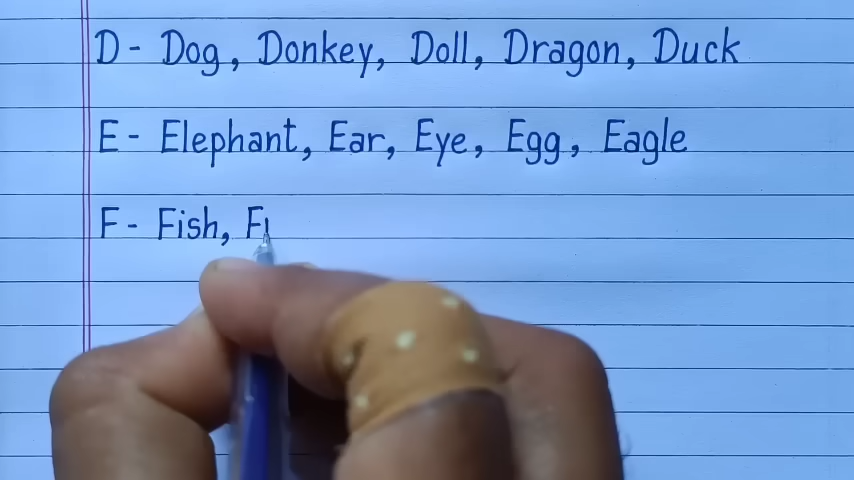 D - Dog, Donkey, Doll, Dragon, Duck
E - Elephant, Ear, Eye, Egg, Eagle
F - Fish,